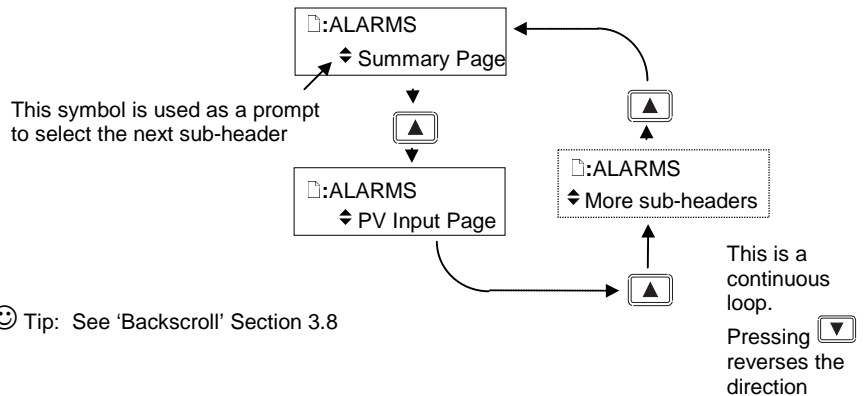 :ALARMS
Summary Page
This symbol is used as a prompt
to select the next sub-header
:ALARMS
PV Input Page
:ALARMS
More sub-headers
This is a
continuous
loop.
Pressing
reverses the
direction
Tip: See ‘Backscroll’ Section 3.8